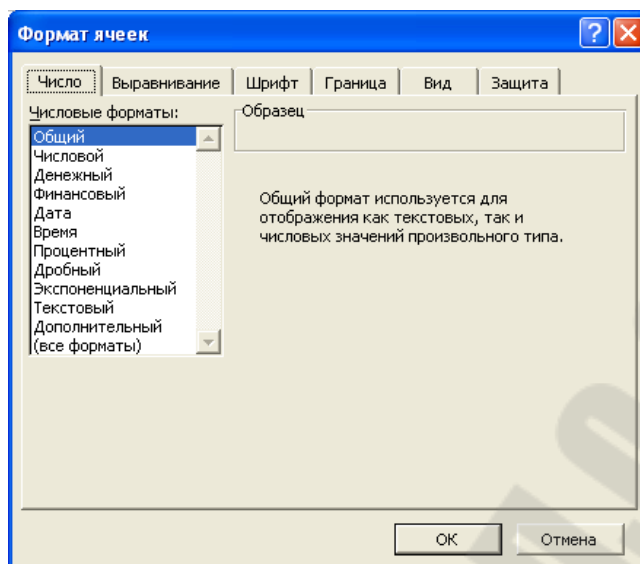 Формат ячеек
Число Выравнивание Шрифт Граница Вид Защита
Числовые форматы:
Образец
Общий
Числовой
Денежный
Финансовый
Дата
Время
Процентный
Дробный
Экспоненциальный
Текстовый
Дополнительный
(все форматы)
Общий формат используется для
отображения как текстовых, так и
числовых значений произвольного типа.
ОК Отмена